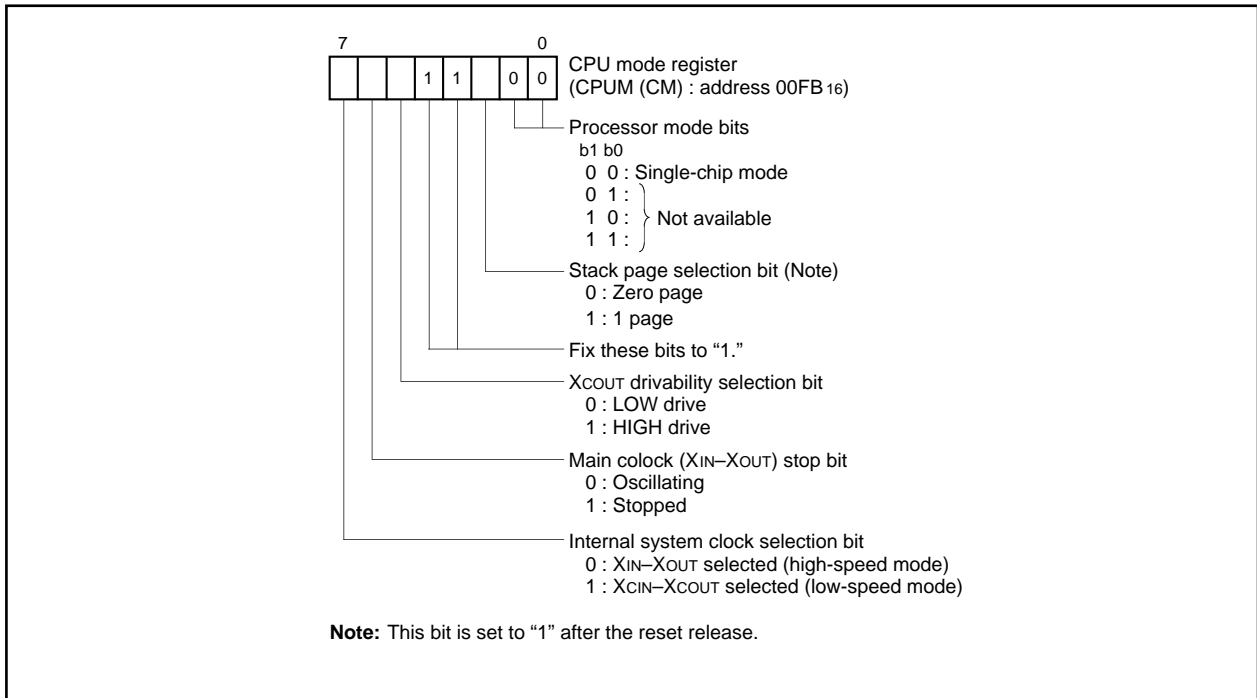 7 0
1 1 0 0
CPU mode register
(CPUM (CM) : address 00FB16)
Processor mode bits
b1 b0
0 0 : Single-chip mode
0 1 :
1 0 : Not available
1 1 :
Stack page selection bit (Note)
0 : Zero page
1 : 1 page
Fix these bits to “1.”
XCOUT drivability selection bit
0 : LOW drive
1 : HIGH drive
Main colock (XIN–XOUT) stop bit
0 : Oscillating
1 : Stopped
Internal system clock selection bit
0 : XIN–XOUT selected (high-speed mode)
1 : XCIN–XCOUT selected (low-speed mode)
Note: This bit is set to “1” after the reset release.